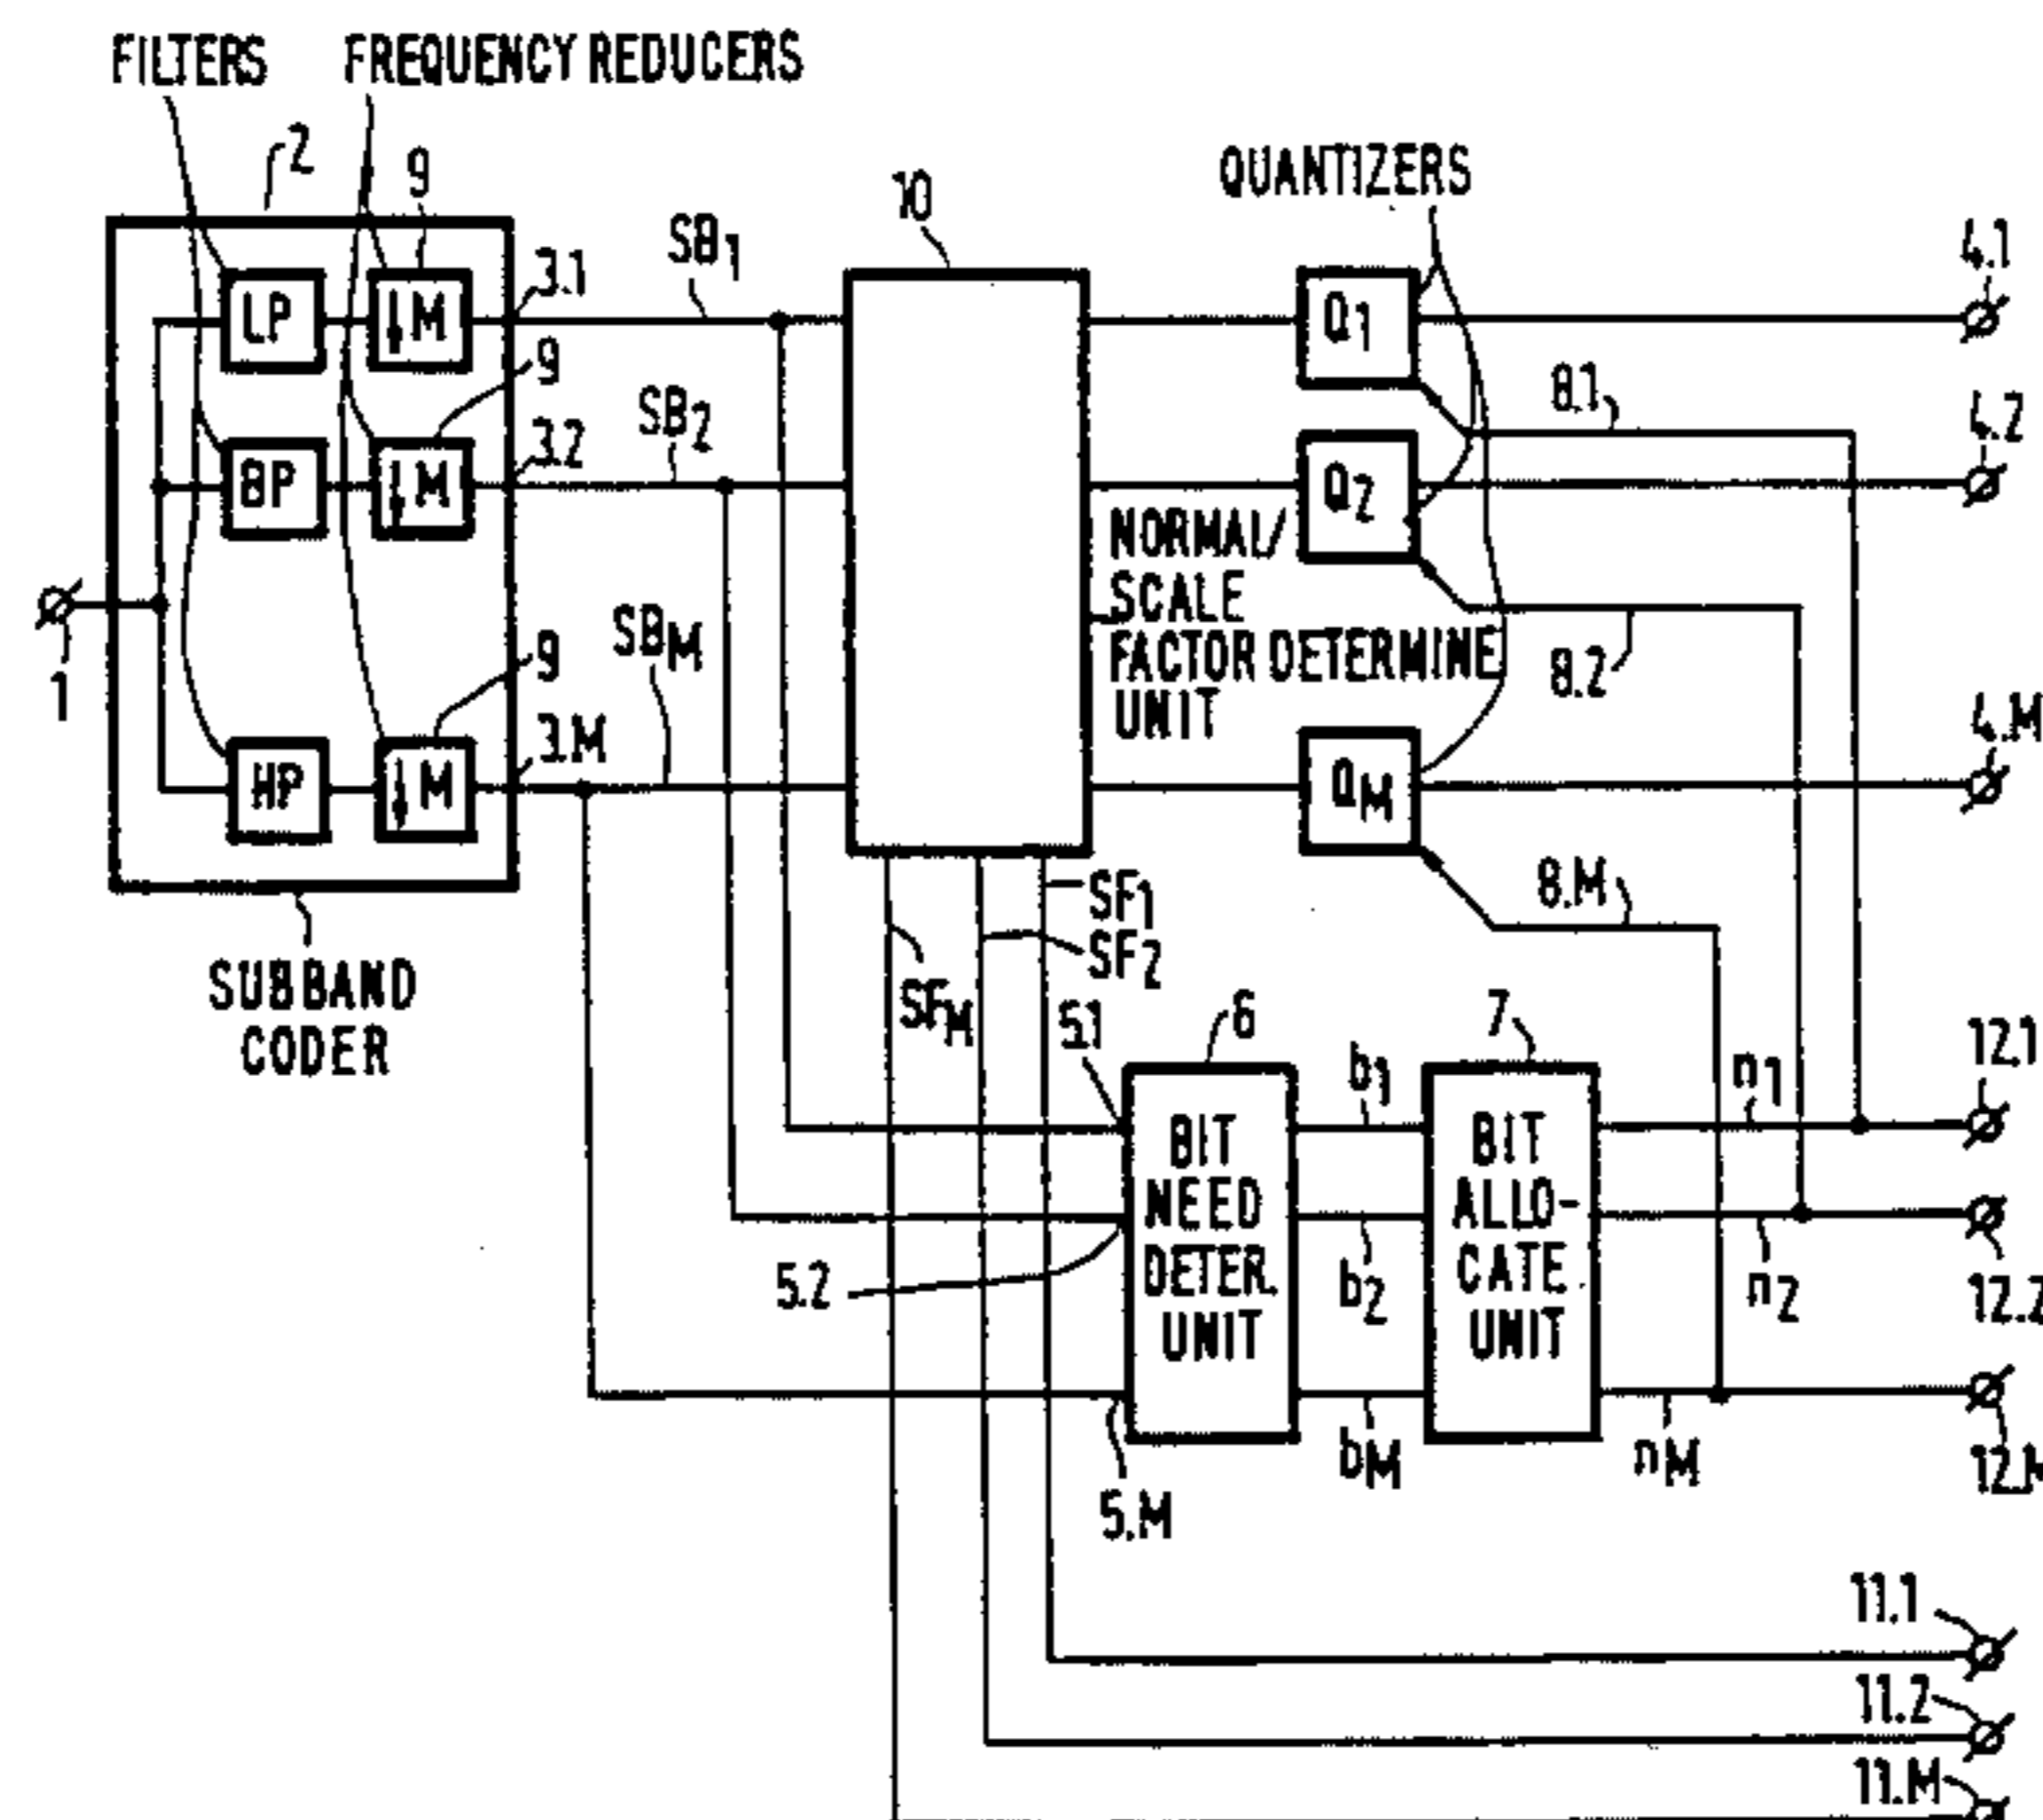 FILTERS
FREQUENCY REDUCERS
2
9
10
QUANTIZERS
4.1
SB1
3.1
LP
↓M
Q1
9
8.1
4.2
SB2
3.2
BP
↓M
Q2
NORMAL/
SCALE
FACTOR DETERMINE
UNIT
1
SBM
9
8.2
3.M
4.M
HP
↓M
QM
8.M
SF1
SF2
SFM
SUBBAND
CODER
5.1
6
7
12.1
b1
n1
BIT
NEED
DETER.
UNIT
BIT
ALLO-
CATE
UNIT
5.2
b2
n2
12.2
bM
nM
12.M
5.M
11.1
11.2
11.M